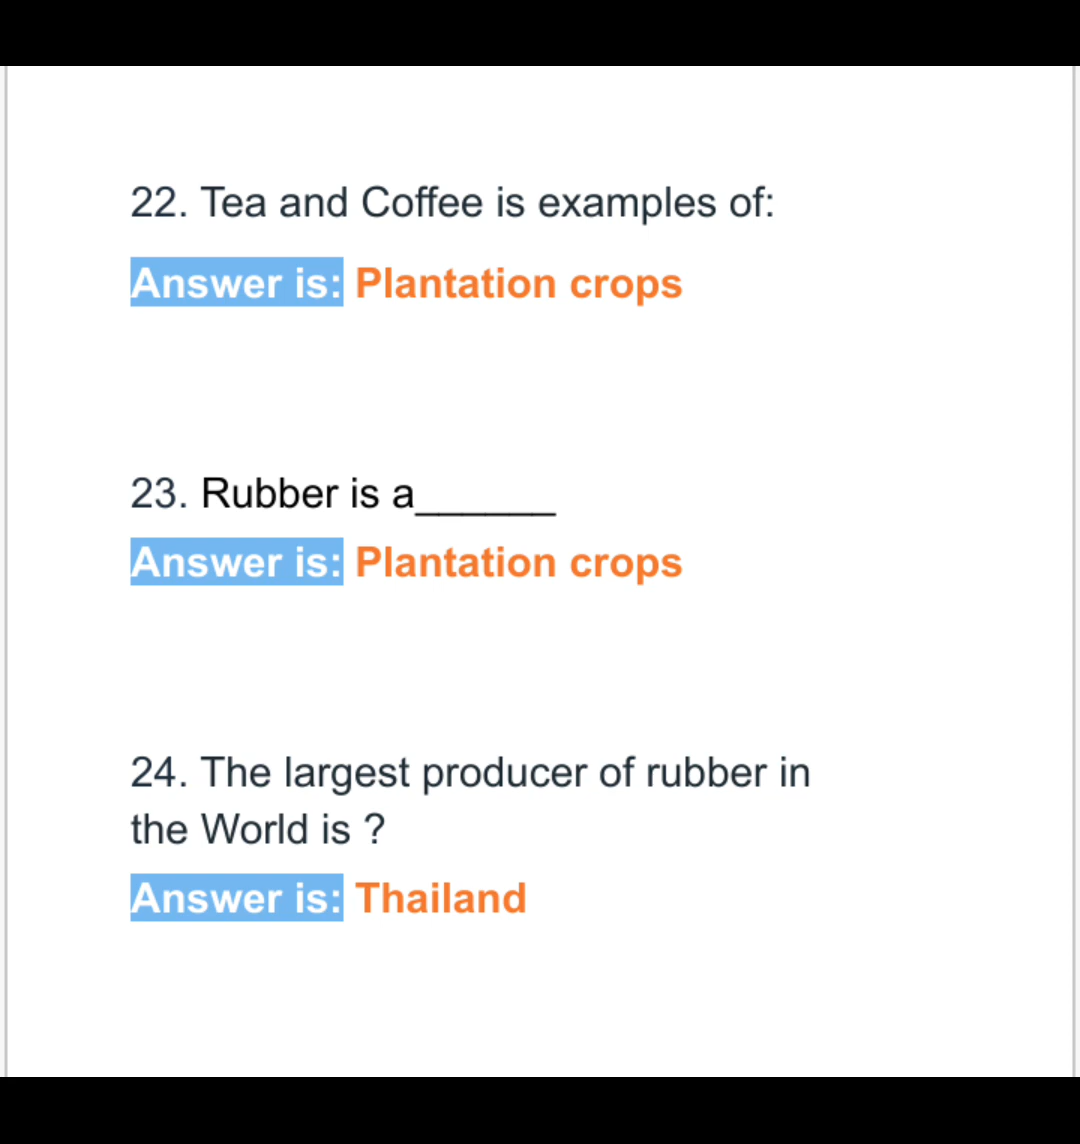 22. Tea and Coffee is examples of:
Answer is: Plantation crops
23. Rubber is a______
Answer is: Plantation crops
24. The largest producer of rubber in
the World is ?
Answer is: Thailand